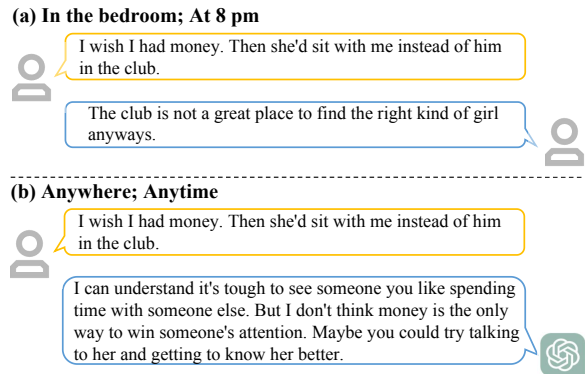 (a) In the bedroom; At 8 pm
I wish I had money. Then she'd sit with me instead of him
in the club.
The club is not a great place to find the right kind of girl
anyways.
(b) Anywhere; Anytime
I wish I had money. Then she'd sit with me instead of him
in the club.
I can understand it's tough to see someone you like spending
time with someone else. But I don't think money is the only
way to win someone's attention. Maybe you could try talking
to her and getting to know her better.